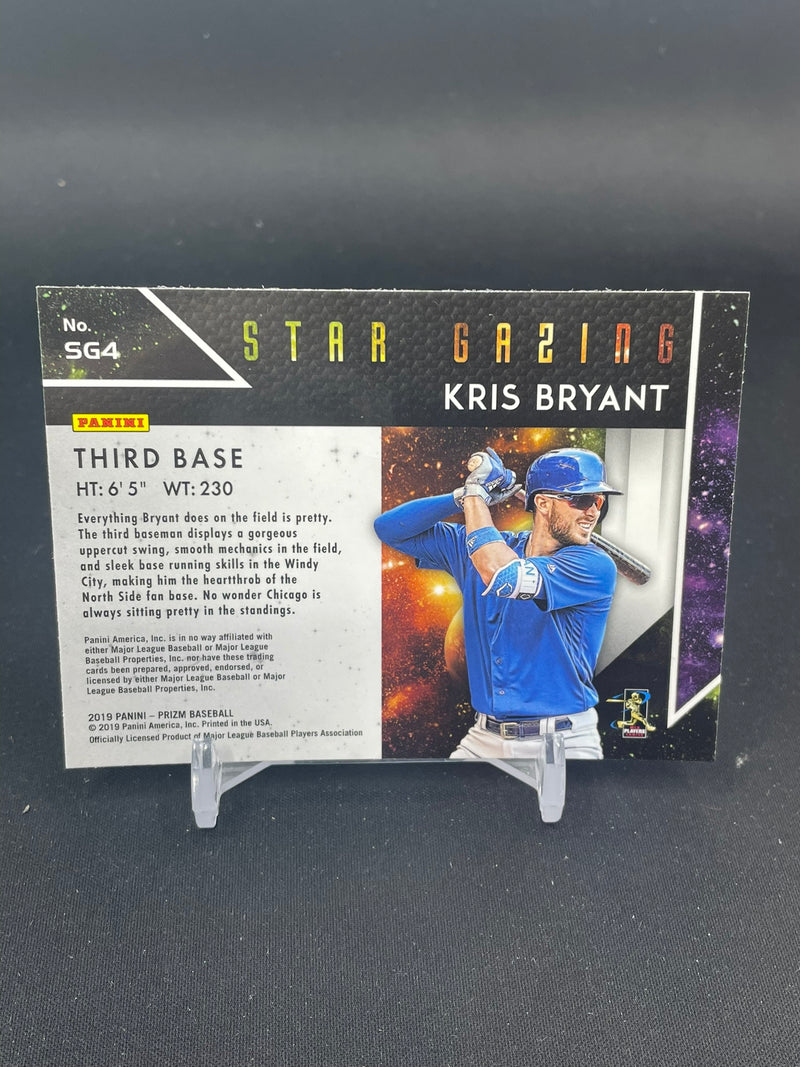 No.
SG4
STAR GAZING
KRIS BRYANT
PANINI
THIRD BASE
HT: 6' 5" WT: 230
Everything Bryant does on the field is pretty.
The third baseman displays a gorgeous
uppercut swing, smooth mechanics in the field,
and sleek base running skills in the Windy
City, making him the heartthrob of the
North Side fan base. No wonder Chicago is
always sitting pretty in the standings.
Panini America, Inc. is in no way affiliated with
either Major League Baseball or Major League
Baseball Properties, Inc. nor have these trading
cards been prepared, approved, endorsed, or
licensed by either Major League Baseball or Major
League Baseball Properties, Inc.
2019 PANINI – PRIZM BASEBALL
© 2019 Panini America, Inc. Printed in the USA.
Officially Licensed Product of Major League Baseball Players Association
PLAYERS